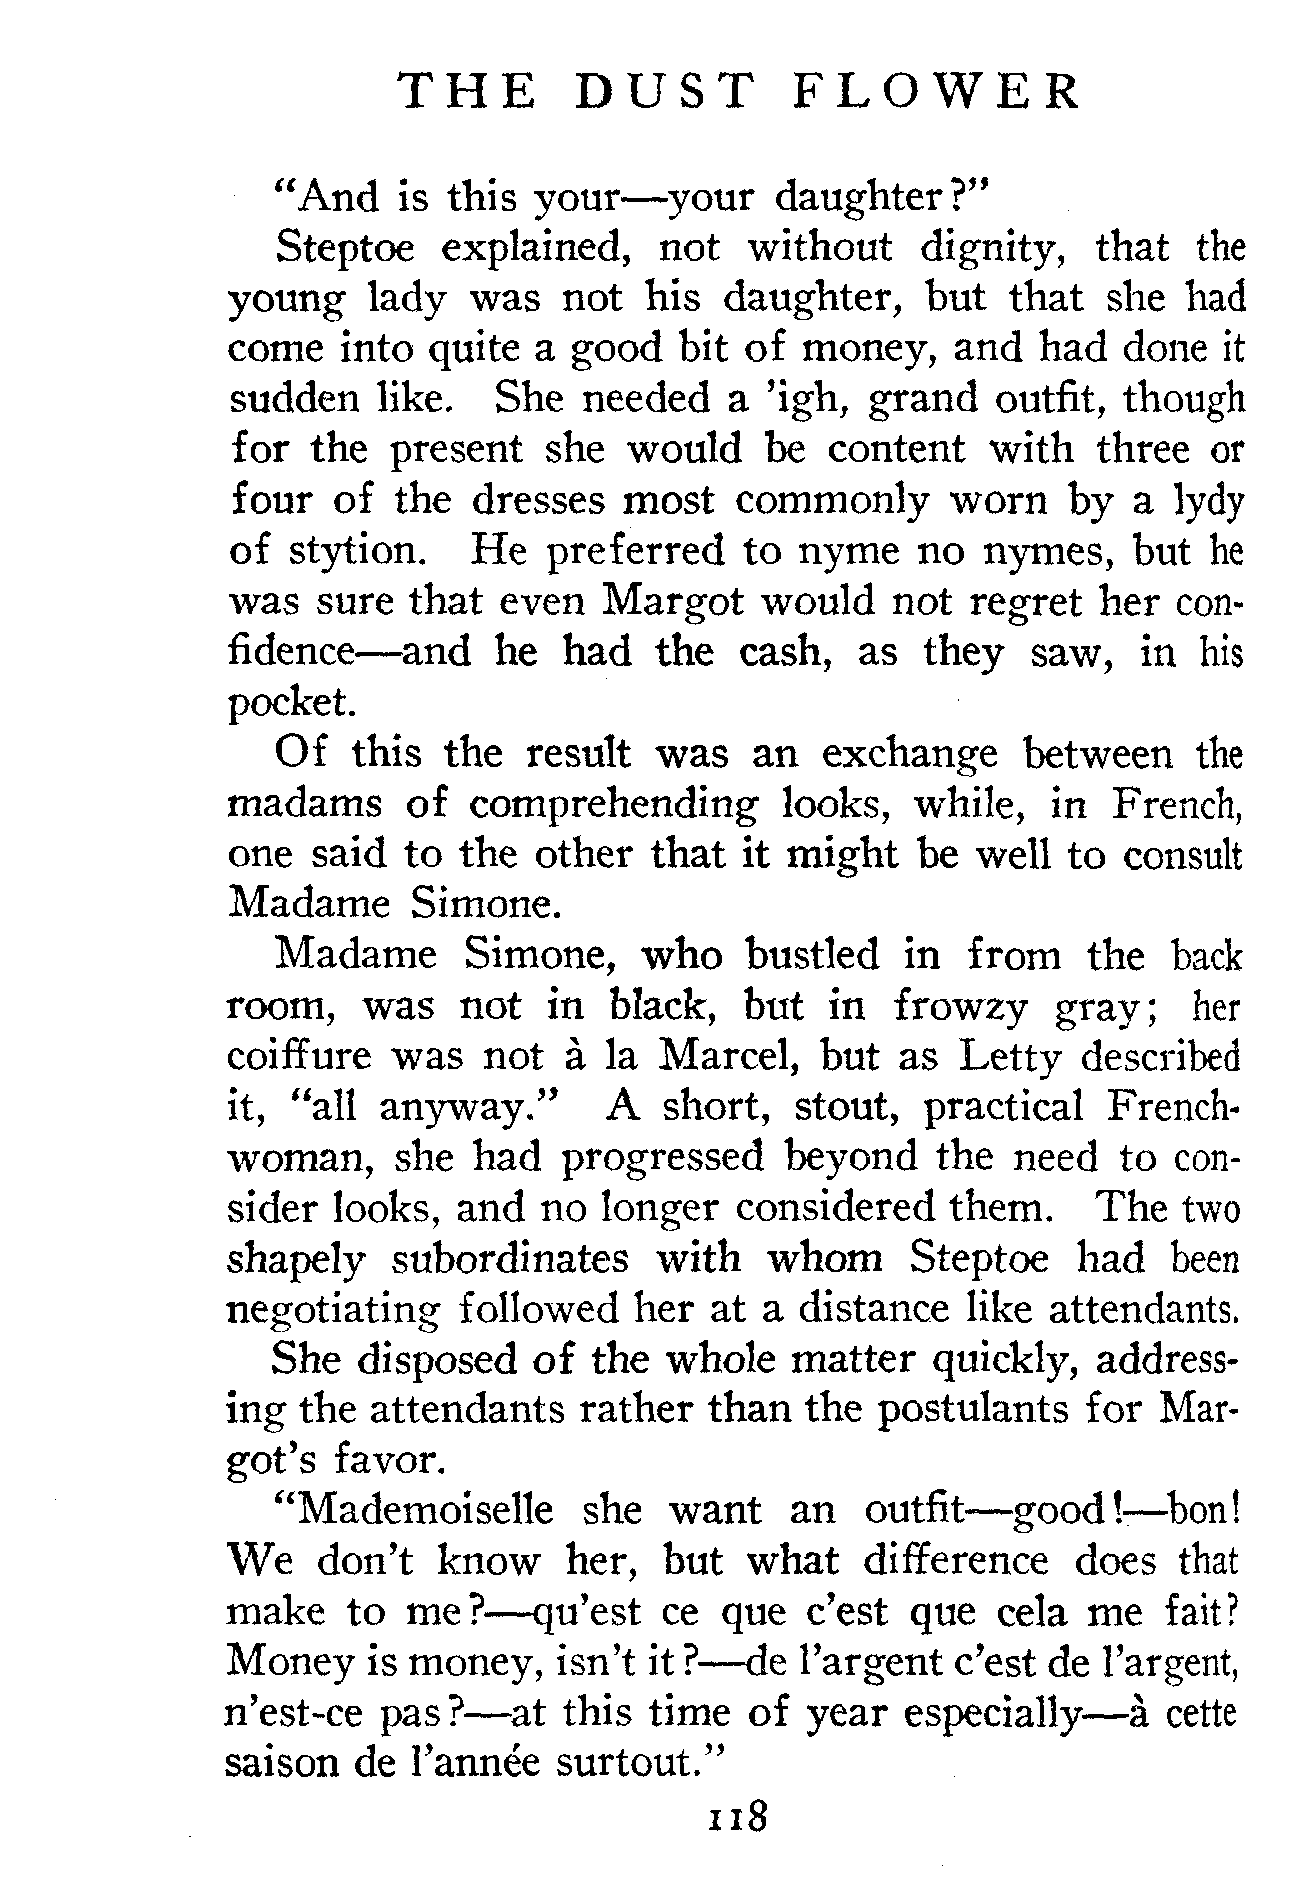 THE DUST FLOWER
“And is this your—your daughter?”
Steptoe explained, not without dignity, that the
young lady was not his daughter, but that she had
come into quite a good bit of money, and had done it
sudden like. She needed a ’igh, grand outfit, though
for the present she would be content with three or
four of the dresses most commonly worn by a lydy
of stytion. He preferred to nyme no nymes, but he
was sure that even Margot would not regret her con-
fidence—and he had the cash, as they saw, in his
pocket.
Of this the result was an exchange between the
madams of comprehending looks, while, in French,
one said to the other that it might be well to consult
Madame Simone.
Madame Simone, who bustled in from the back
room, was not in black, but in frowzy gray; her
coiffure was not à la Marcel, but as Letty described
it, “all anyway.” A short, stout, practical French-
woman, she had progressed beyond the need to con-
sider looks, and no longer considered them. The two
shapely subordinates with whom Steptoe had been
negotiating followed her at a distance like attendants.
She disposed of the whole matter quickly, address-
ing the attendants rather than the postulants for Mar-
got’s favor.
“Mademoiselle she want an outfit—good!—bon!
We don’t know her, but what difference does that
make to me?—qu’est ce que c’est que cela me fait?
Money is money, isn’t it?—de l’argent c’est de l’argent,
n’est-ce pas?—at this time of year especially—à cette
saison de l’année surtout.”
118